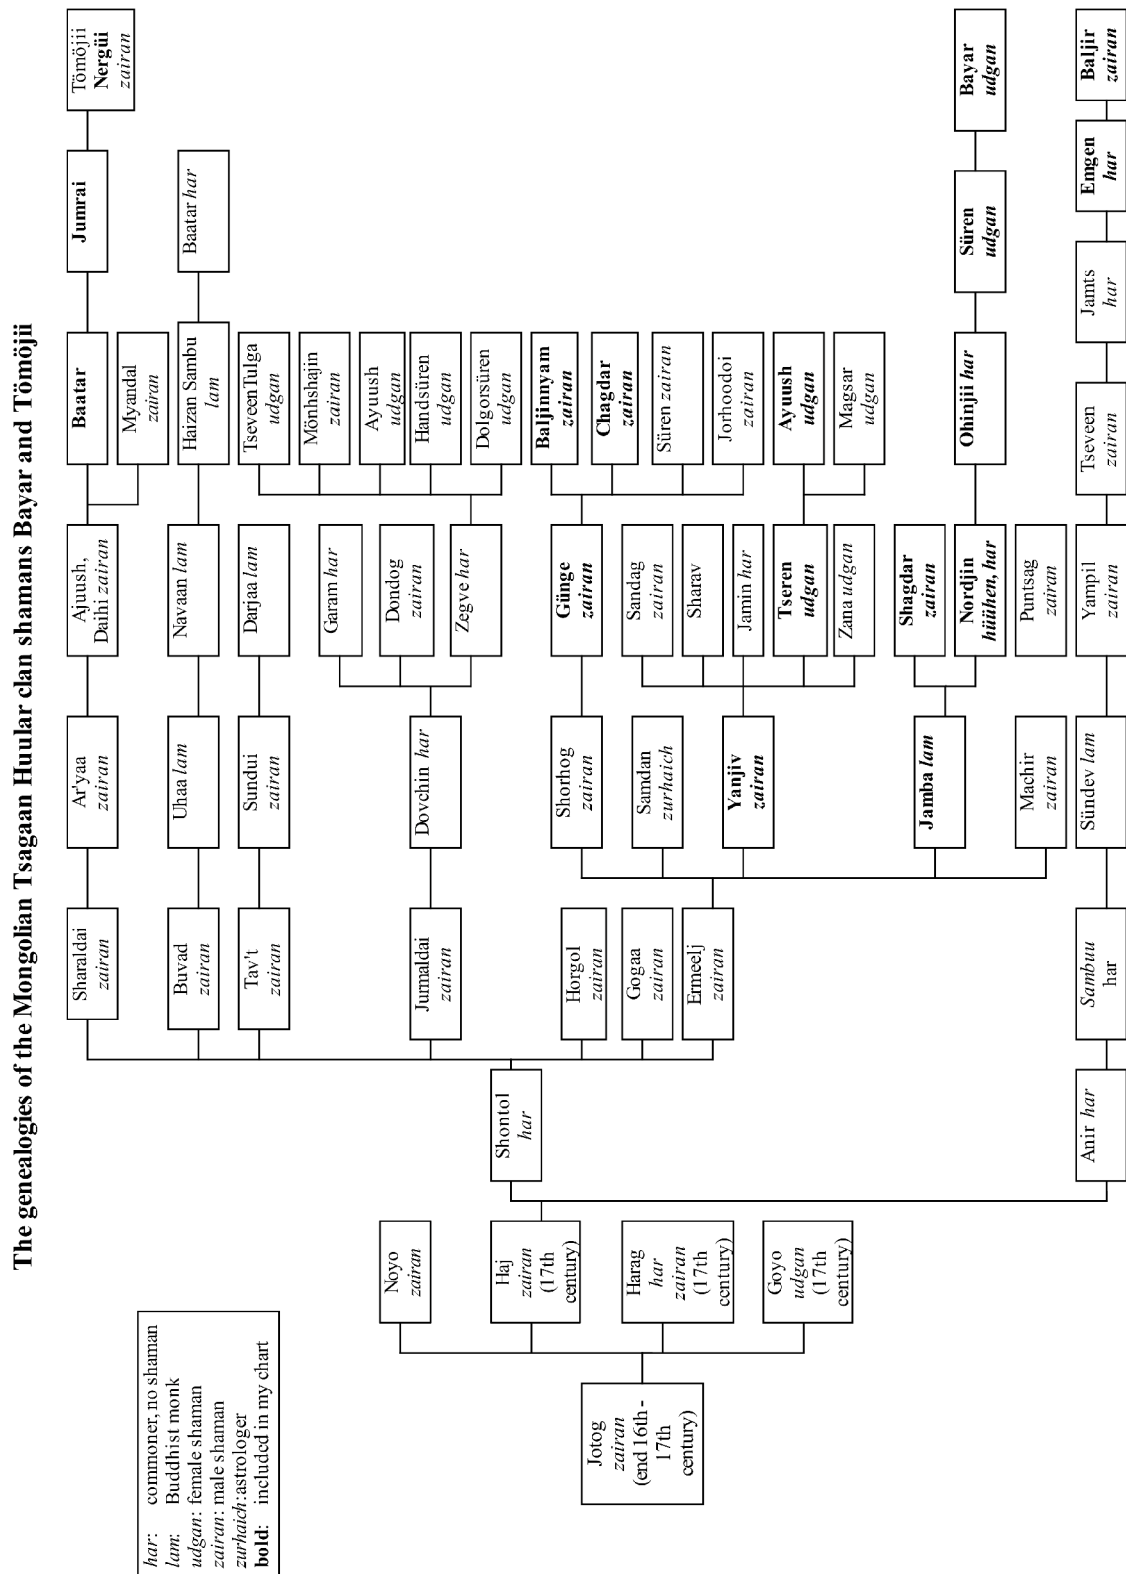 The genealogies of the Mongolian Tsagaan Huular clan shamans Bayar and Tömöjii
har: commoner, no shaman
lam: Buddhist monk
udgan: female shaman
zairan: male shaman
zurhaich: astrologer
bold: included in my chart
Jotog
zairan
(end 16th -
17th
century)
Noyo
zairan
Haj
zairan
(17th
century)
Harag
har
zairan
(17th
century)
Goyo
udgan
(17th
century)
Shontol
har
Anir har
Sharaldai
zairan
Buvad
zairan
Tav't
zairan
Jurmaldai
zairan
Horgol
zairan
Gogaa
zairan
Ermeelj
zairan
Sambuu
har
Ar'yaa
zairan
Uhaa lam
Sundui
zairan
Dovchin har
Shorhog
zairan
Samdan
zurhaich
Yanjiv
zairan
Jamba lam
Machir
zairan
Sündev lam
Ajuush,
Daihi zairan
Navaan lam
Darjaa lam
Garam har
Dondog
zairan
Zegve har
Günge
zairan
Sandag
zairan
Sharav
Jamin har
Tseren
udgan
Zana udgan
Shagdar
zairan
Nordjin
hüühen, har
Puntsag
zairan
Yampil
zairan
Baatar
Myandal
zairan
Haizan Sambu
lam
TseveenTulga
udgan
Mönhshajin
zairan
Ayuush
udgan
Handsüren
udgan
Dolgorsüren
udgan
Baljinnyam
zairan
Chagdar
zairan
Süren zairan
Jorhoodoi
zairan
Ayuush
udgan
Magsar
udgan
Ohinjii har
Tseveen
zairan
Jumrai
Baatar har
Süren
udgan
Jamts
har
Emgen
har
Tömöjii
Nergüi
zairan
Bayar
udgan
Baljir
zairan